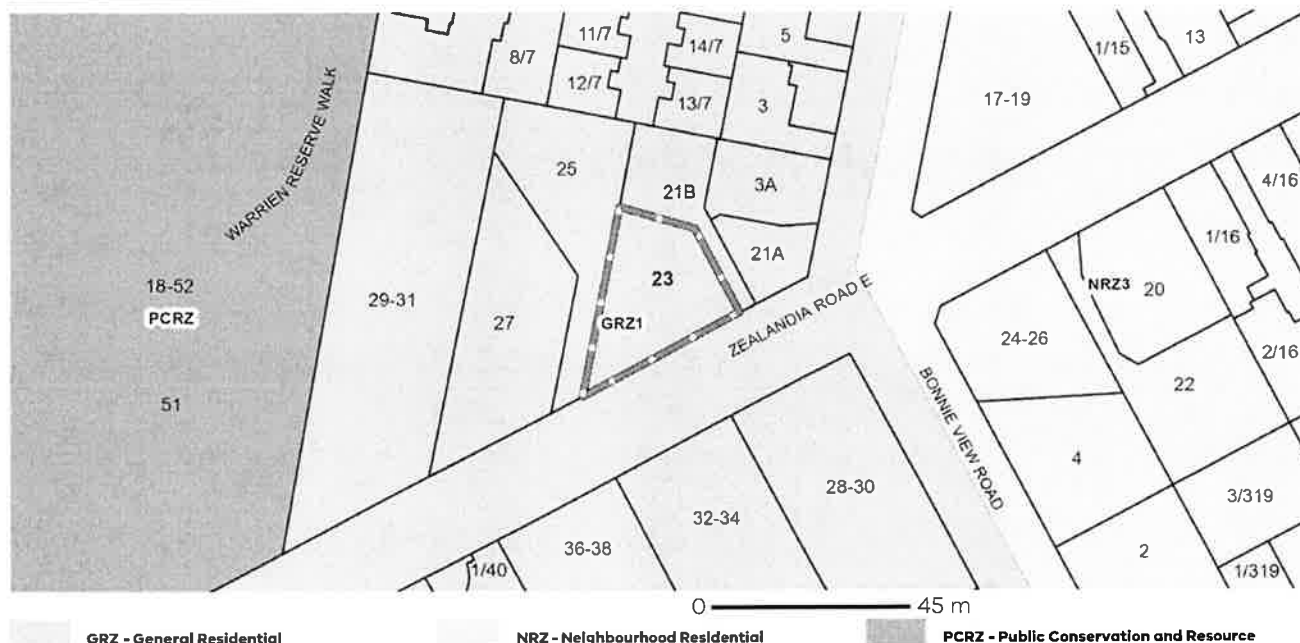 11/7
14/7
5
8/7
12/7
13/7
3
17-19
1/15
13
WARRIEN RESERVE WALK
25
21B
3A
4/16
21A
1/16
18-52
PCRZ
29-31
27
23
GRZ1
ZEALANDIA ROAD E
NRZ3
20
24-26
2/16
51
BONNIE VIEW ROAD
22
4
28-30
32-34
3/319
36-38
1/40
2
1/319
0 45 m
GRZ - General Residential
NRZ - Neighbourhood Residential
PCRZ - Public Conservation and Resource